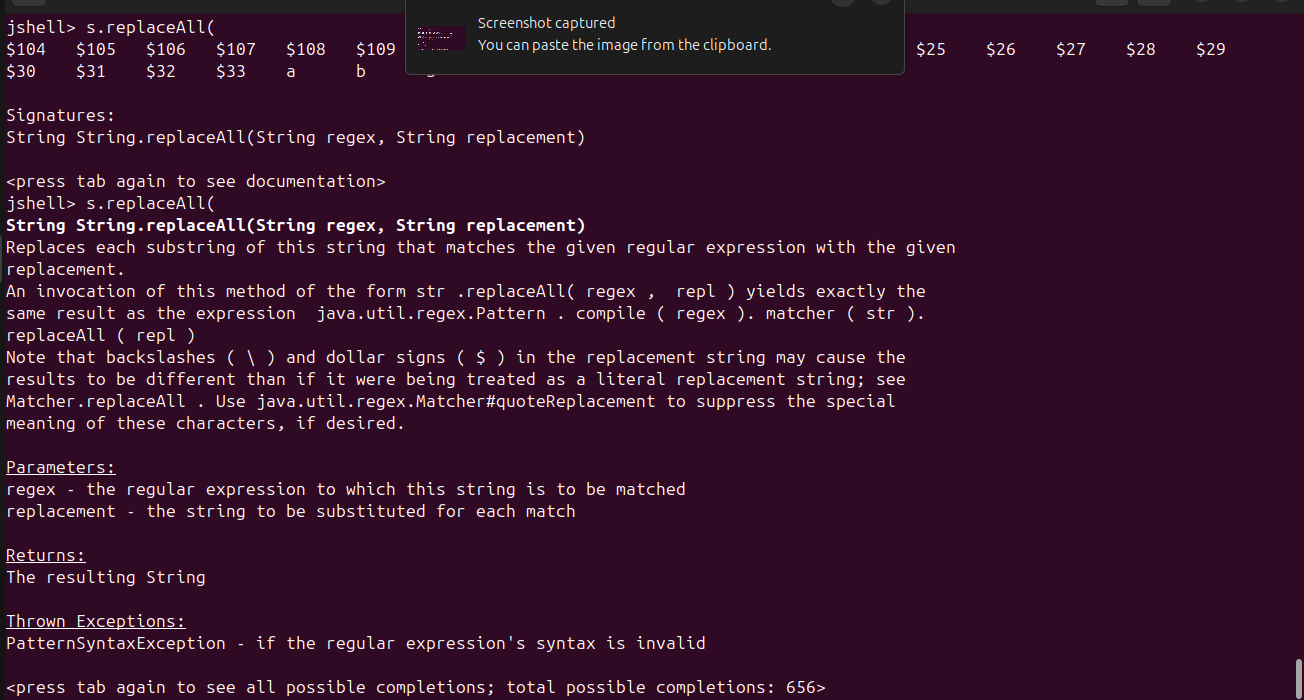 jshell> s.replaceAll(
Screenshot captured
You can paste the image from the clipboard.
$104 $105 $106 $107 $108 $109 $25 $26 $27 $28 $29
$30 $31 $32 $33 a b
Signatures:
String String.replaceAll(String regex, String replacement)
<press tab again to see documentation>
jshell> s.replaceAll(
String String.replaceAll(String regex, String replacement)
Replaces each substring of this string that matches the given regular expression with the given
replacement.
An invocation of this method of the form str .replaceAll( regex ,  repl ) yields exactly the
same result as the expression  java.util.regex.Pattern . compile ( regex ). matcher ( str ).
replaceAll ( repl )
Note that backslashes ( \ ) and dollar signs ( $ ) in the replacement string may cause the
results to be different than if it were being treated as a literal replacement string; see
Matcher.replaceAll . Use java.util.regex.Matcher#quoteReplacement to suppress the special
meaning of these characters, if desired.
Parameters:
regex - the regular expression to which this string is to be matched
replacement - the string to be substituted for each match
Returns:
The resulting String
Thrown Exceptions:
PatternSyntaxException - if the regular expression's syntax is invalid
<press tab again to see all possible completions; total possible completions: 656>